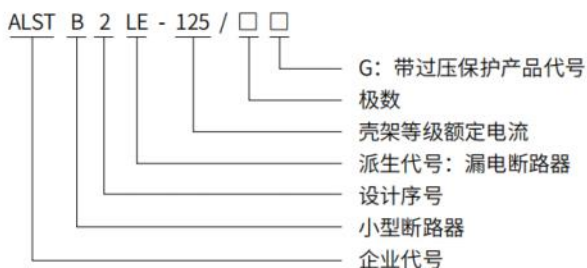 ALST B 2 LE - 125 / □ □
G：带过压保护产品代号
极数
壳架等级额定电流
派生代号：漏电断路器
设计序号
小型断路器
企业代号